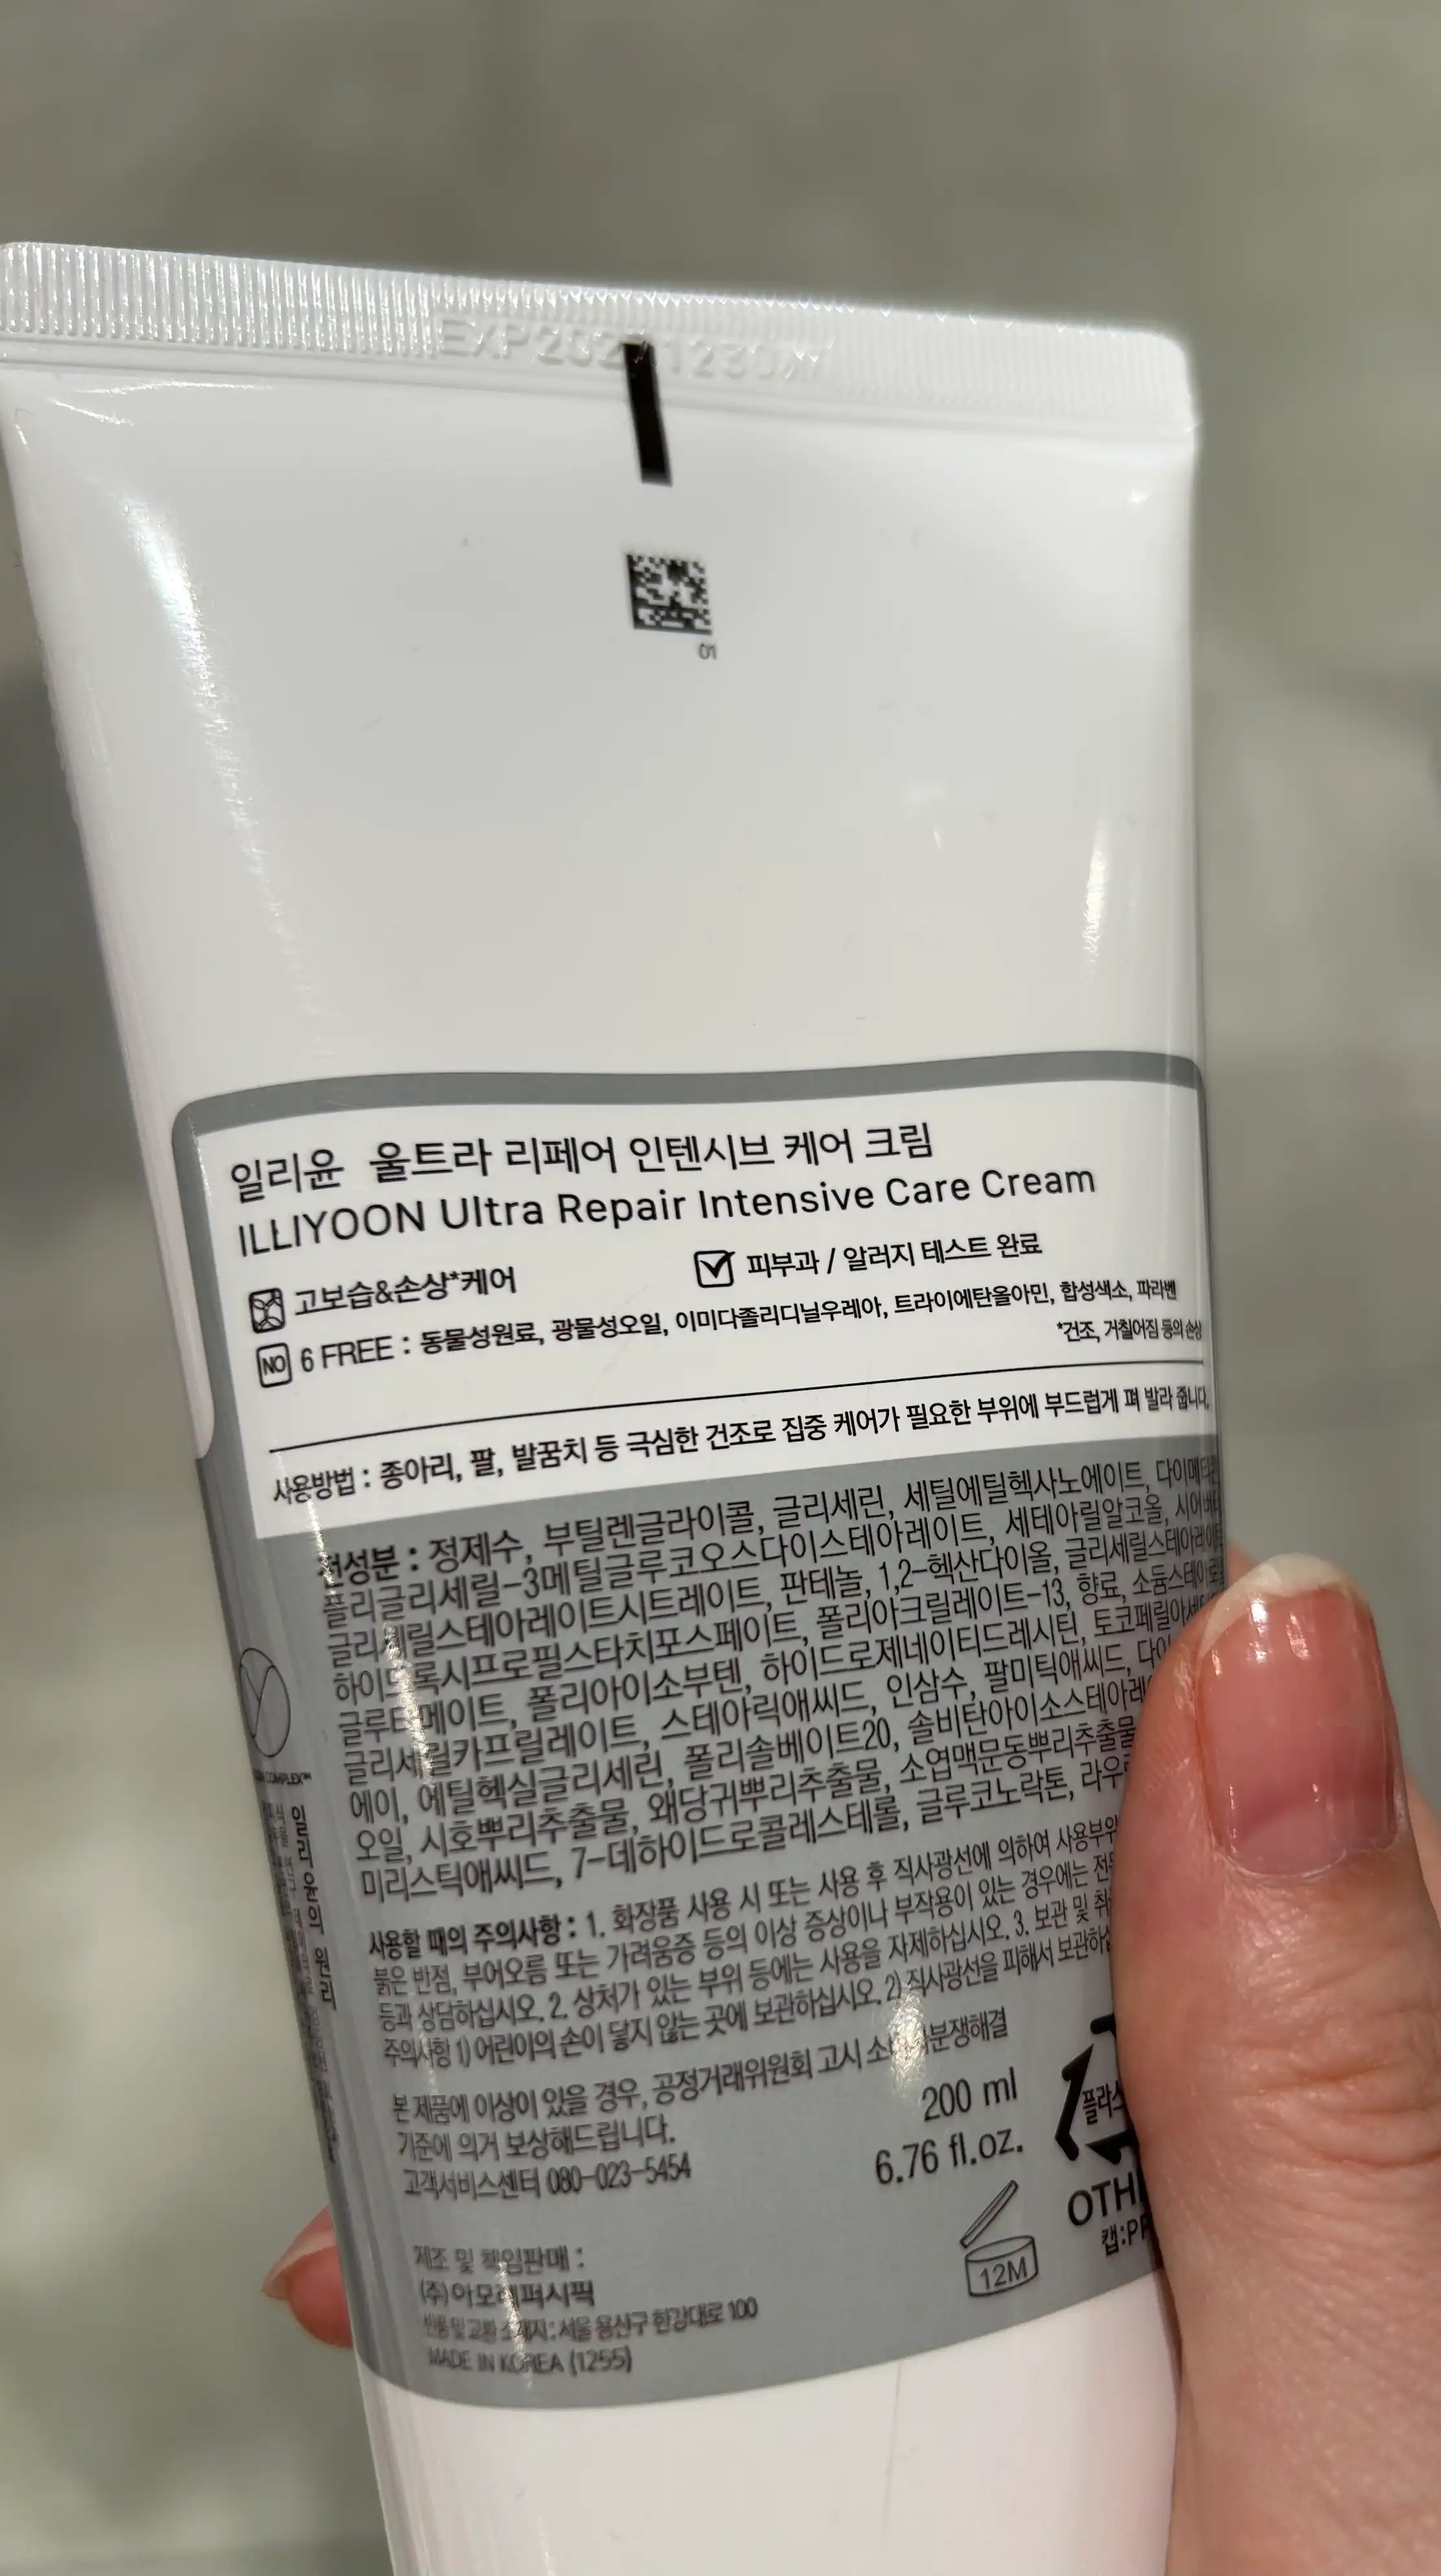 01
일리윤 울트라 리페어 인텐시브 케어 크림
ILLIYOON Ultra Repair Intensive Care Cream
고보습&손상*케어
피부과 / 알러지 테스트 완료
NO 6 FREE : 동물성원료, 광물성오일, 이미다졸리디닐우레아, 트라이에탄올아민, 합성색소, 파라벤
*건조, 거칠어짐 등의 손상
사용방법 : 종아리, 팔, 발꿈치 등 극심한 건조로 집중 케어가 필요한 부위에 부드럽게 펴 발라 줍니다.
전성분 : 정제수, 부틸렌글라이콜, 글리세린, 세틸에틸헥사노에이트,
폴리글리세릴-3메틸글루코오스다이스테아레이트, 세테아릴알코올,
글리세릴스테아레이트시트레이트, 판테놀, 1,2-헥산다이올,
하이드록시프로필스타치포스페이트, 폴리아크릴레이트-13, 향료,
폴리아이소부텐, 하이드로제네이티드레시틴,
글리세릴카프릴레이트, 스테아릭애씨드, 인삼수, 팔미틱애씨드,
에이, 에틸헥실글리세린, 폴리솔베이트20,
오일, 시호뿌리추출물, 왜당귀뿌리추출물, 소엽맥문동뿌리추출물
미리스틱애씨드, 7-데하이드로콜레스테롤, 글루코노락톤,
사용할 때의 주의사항 : 1. 화장품 사용 시 또는 사용 후 직사광선에 의하여
붉은 반점, 부어오름 또는 가려움증 등의 이상 증상이나 부작용이 있는 경우에는
등과 상담하십시오. 2. 상처가 있는 부위 등에는 사용을 자제하십시오. 3. 보관 및
주의사항 1) 어린이의 손이 닿지 않는 곳에 보관하십시오. 2) 직사광선을 피해서
본 제품에 이상이 있을 경우, 공정거래위원회 고시
기준에 의거 보상해드립니다.
고객서비스센터 080-023-5454
200 ml
6.76 fl.oz.
12M
제조 및 책임판매 :
(주)아모레퍼시픽
반품 및 교환 소재지 : 서울 용산구 한강대로 100
MADE IN KOREA (1255)
일리윤의 원리